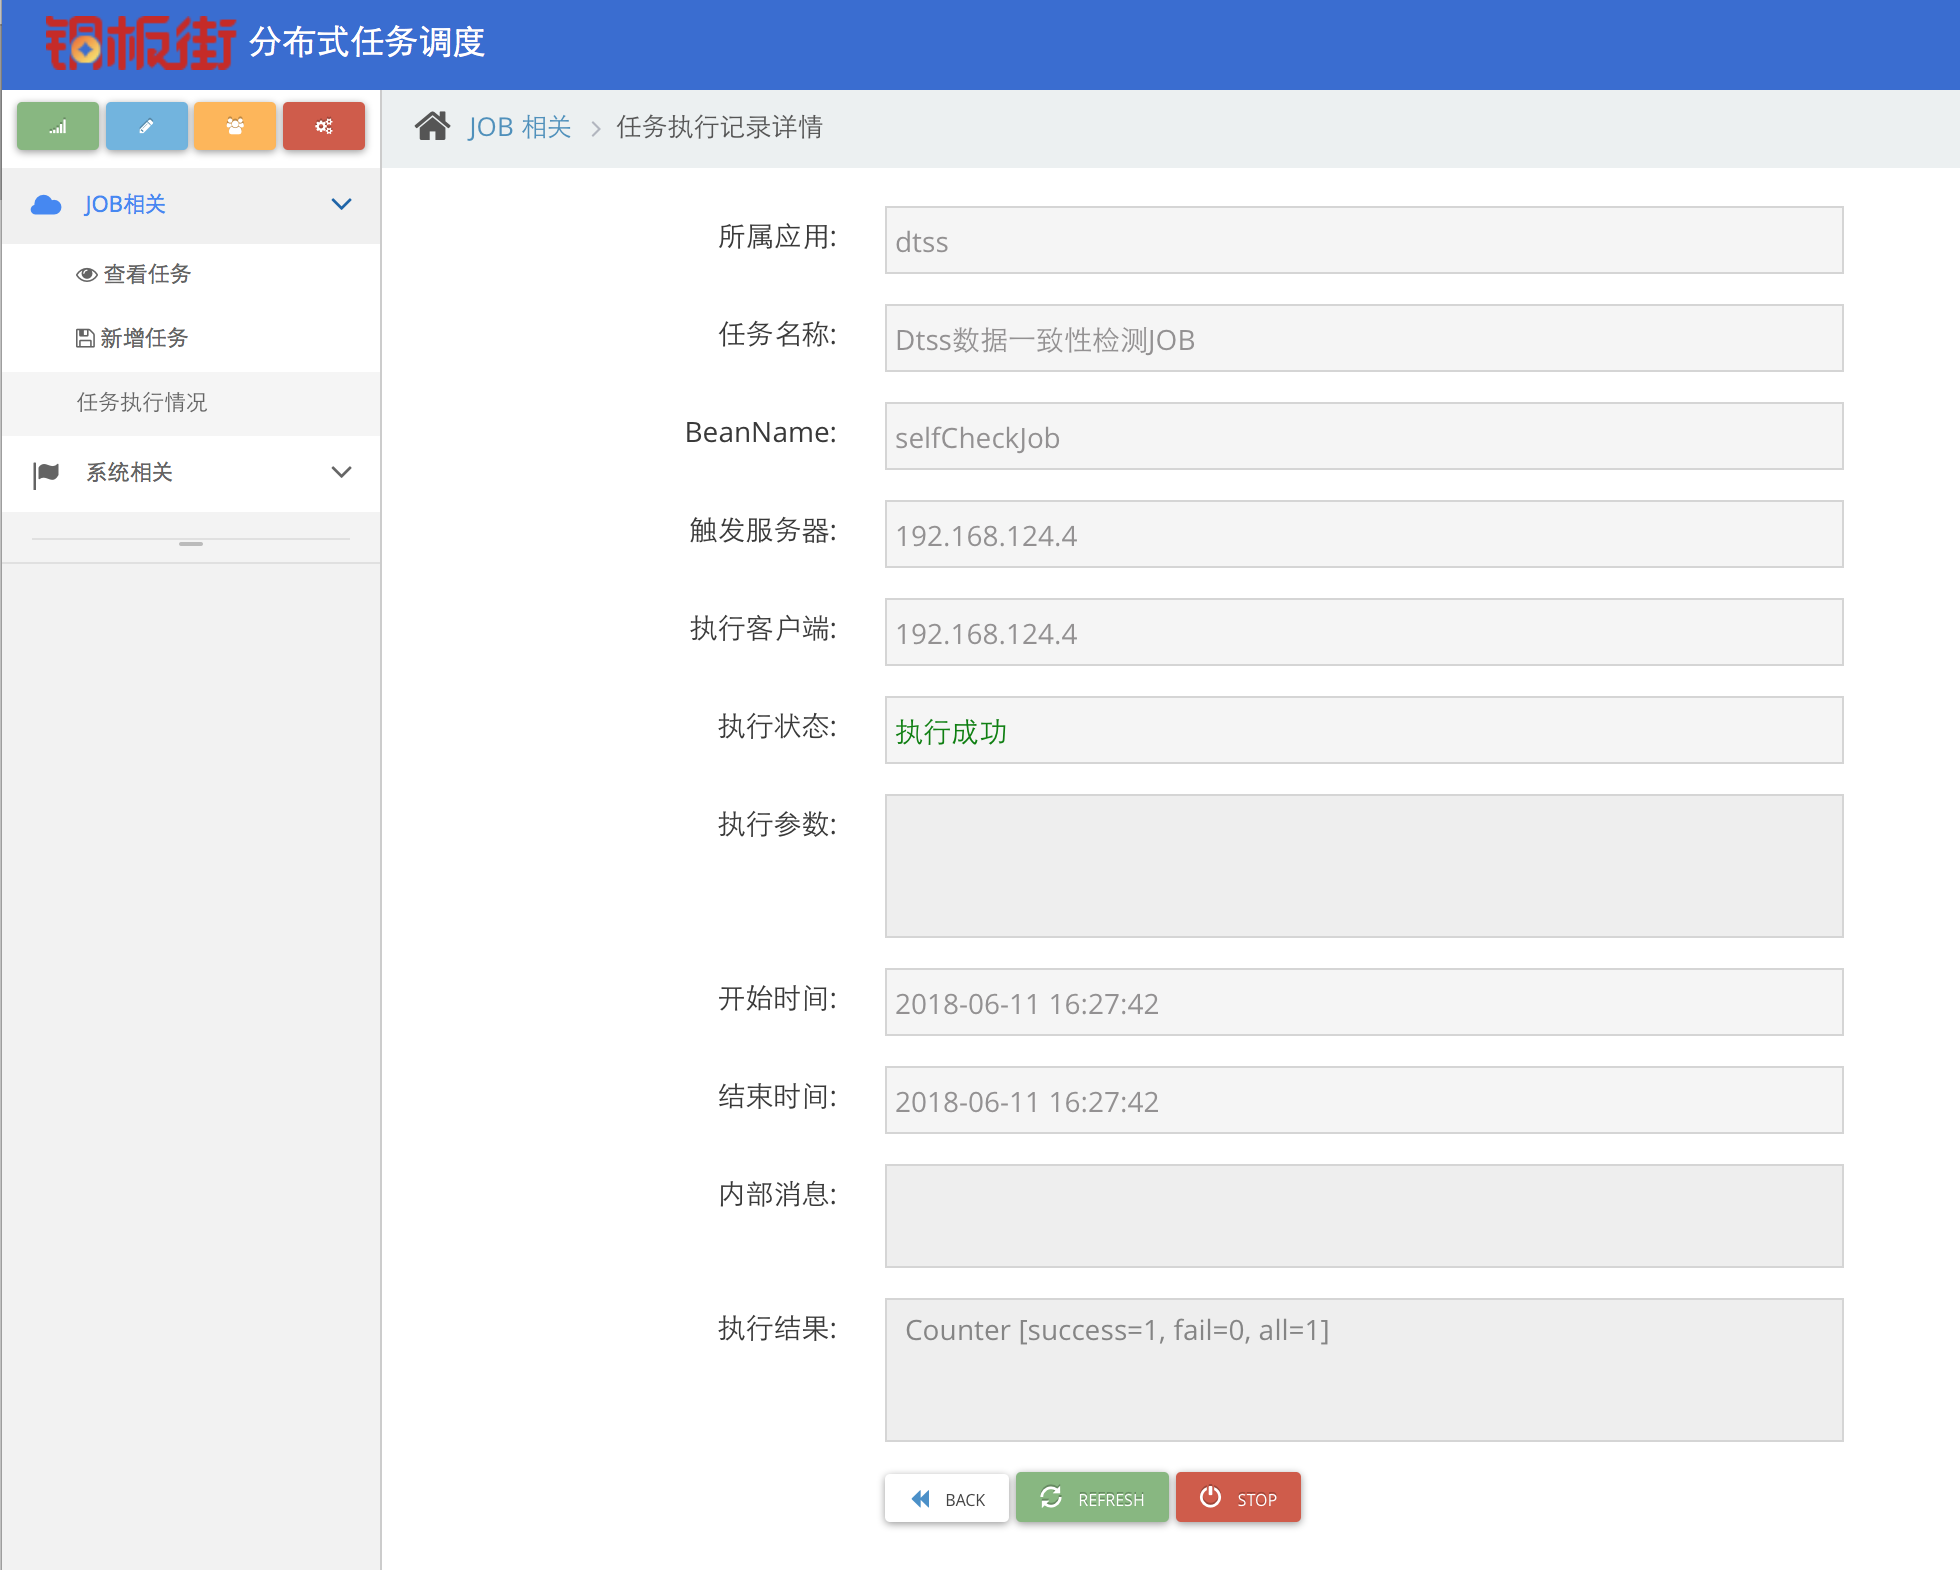 铜板街 分布式任务调度
JOB 相关 任务执行记录详情
JOB相关
查看任务
新增任务
任务执行情况
系统相关
所属应用: dtss
任务名称: Dtss数据一致性检测JOB
BeanName: selfCheckJob
触发服务器: 192.168.124.4
执行客户端: 192.168.124.4
执行状态: 执行成功
执行参数:
开始时间: 2018-06-11 16:27:42
结束时间: 2018-06-11 16:27:42
内部消息:
执行结果: Counter [success=1, fail=0, all=1]
BACK REFRESH STOP